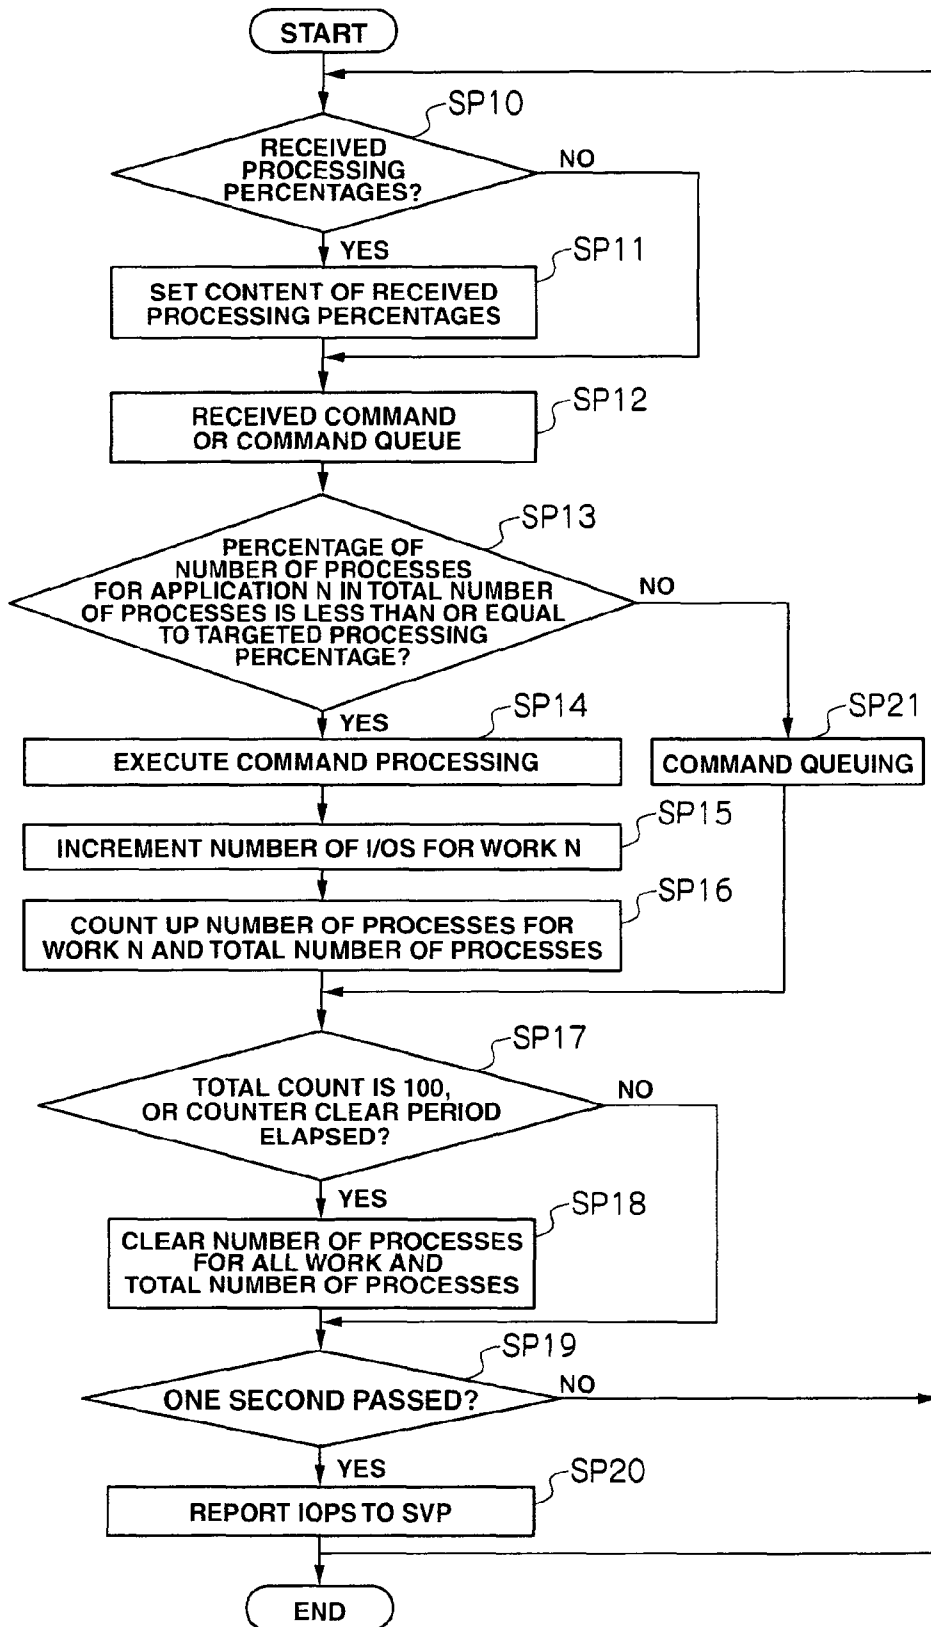 START
SP10
RECEIVED
PROCESSING
PERCENTAGES?
NO
YES
SP11
SET CONTENT OF RECEIVED
PROCESSING PERCENTAGES
SP12
RECEIVED COMMAND
OR COMMAND QUEUE
SP13
PERCENTAGE OF
NUMBER OF PROCESSES
FOR APPLICATION N IN TOTAL NUMBER
OF PROCESSES IS LESS THAN OR EQUAL
TO TARGETED PROCESSING
PERCENTAGE?
NO
YES
SP14
SP21
EXECUTE COMMAND PROCESSING
COMMAND QUEUING
SP15
INCREMENT NUMBER OF I/OS FOR WORK N
SP16
COUNT UP NUMBER OF PROCESSES FOR
WORK N AND TOTAL NUMBER OF PROCESSES
SP17
TOTAL COUNT IS 100,
OR COUNTER CLEAR PERIOD
ELAPSED?
NO
YES
SP18
CLEAR NUMBER OF PROCESSES
FOR ALL WORK AND
TOTAL NUMBER OF PROCESSES
SP19
ONE SECOND PASSED?
NO
YES
SP20
REPORT IOPS TO SVP
END